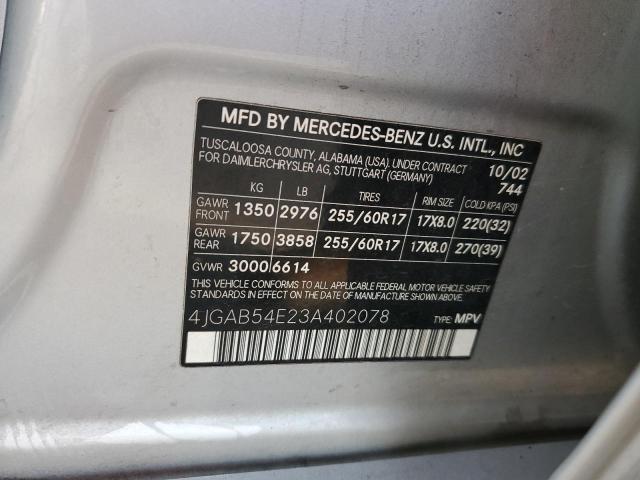 MFD BY MERCEDES-BENZ U.S. INTL., INC
TUSCALOOSA COUNTY, ALABAMA (USA). UNDER CONTRACT 10/02
FOR DAIMLERCHRYSLER AG, STUTTGART (GERMANY) 744
KG LB TIRES RIM SIZE COLD KPA (PSI)
GAWR FRONT 1350 2976 255/60R17 17X8.0 220(32)
GAWR REAR 1750 3858 255/60R17 17X8.0 270(39)
GVWR 3000 6614
THIS VEHICLE CONFORMS TO ALL APPLICABLE FEDERAL MOTOR VEHICLE SAFETY
STANDARDS IN EFFECT ON THE DATE OF MANUFACTURE SHOWN ABOVE.
4JGAB54E23A402078 TYPE: MPV